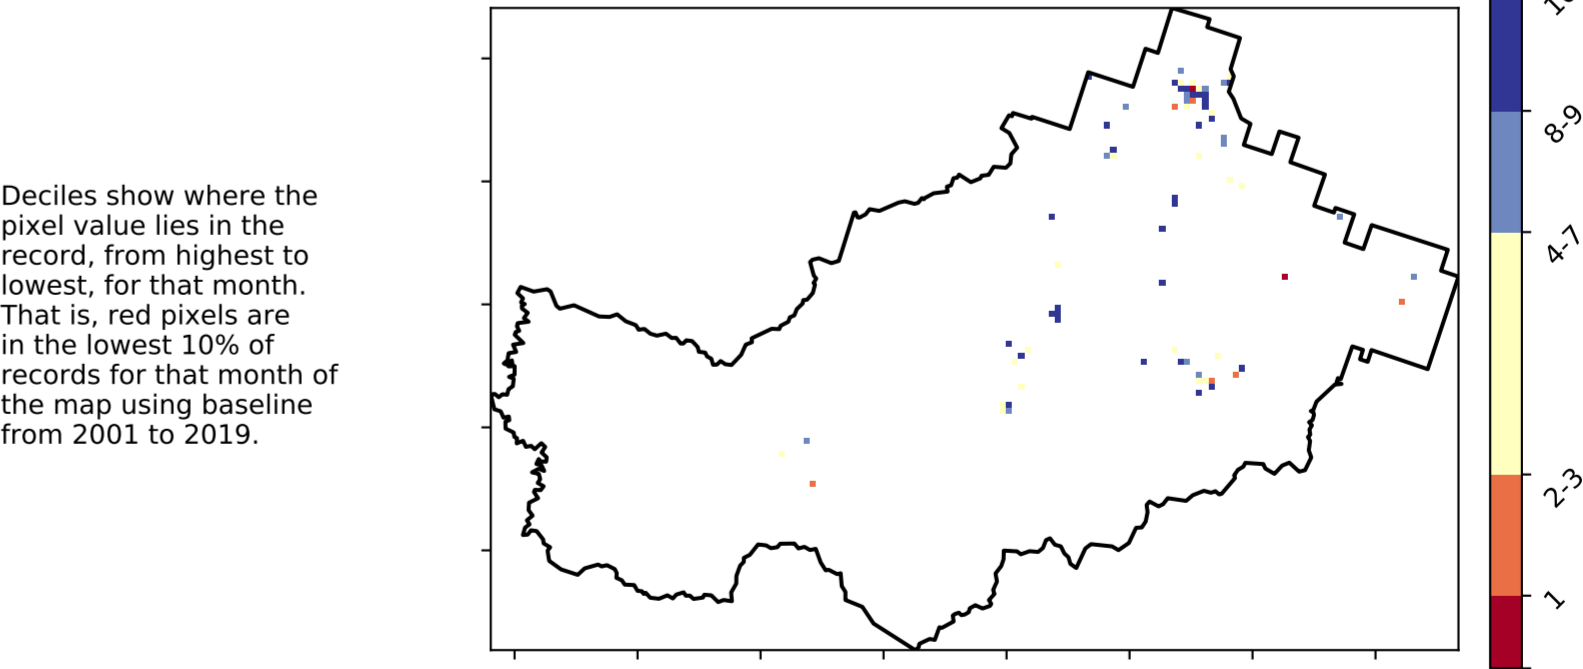 Deciles show where the
pixel value lies in the
record, from highest to
lowest, for that month.
That is, red pixels are
in the lowest 10% of
records for that month of
the map using baseline
from 2001 to 2019.
8-9
4-7
2-3
1